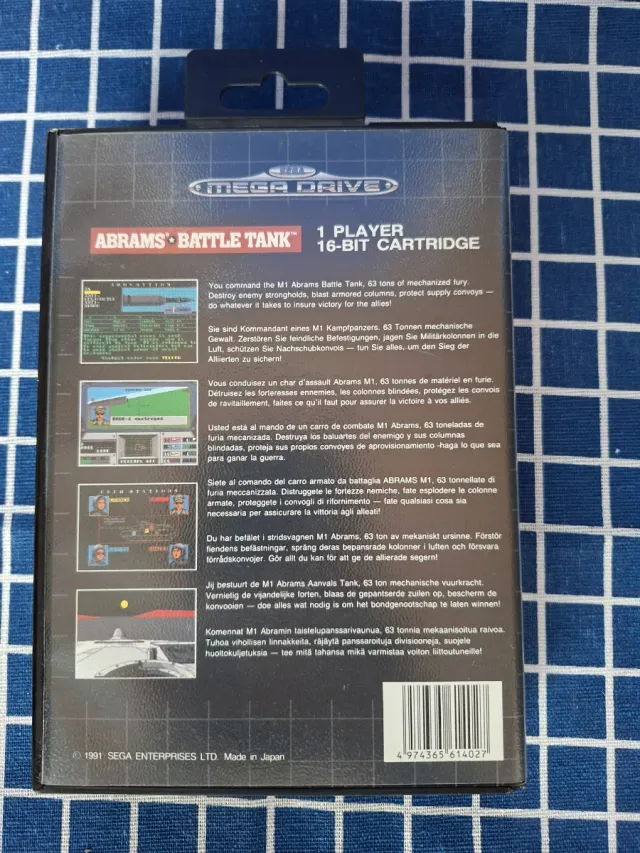 SEGA
MEGA DRIVE
ABRAMS BATTLE TANK™
1 PLAYER
16-BIT CARTRIDGE
You command the M1 Abrams Battle Tank, 63 tons of mechanized fury.
Destroy enemy strongholds, blast armored columns, protect supply convoys —
do whatever it takes to insure victory for the allies!
Sie sind Kommandant eines M1 Kampfpanzers. 63 Tonnen mechanische
Gewalt. Zerstören Sie feindliche Befestigungen, jagen Sie Militärkolonnen in die
Luft, schützen Sie Nachschubkonvois — tun Sie alles, um den Sieg der
Alliierten zu sichern!
Vous conduisez un char d'assault Abrams M1, 63 tonnes de matériel en furie.
Détruisez les forteresses ennemies, les colonnes blindées, protégez les convois
de ravitaillement, faites ce qu'il faut pour assurer la victoire à vos alliés.
Usted está al mando de un carro de combate M1 Abrams, 63 toneladas de
furia mecanizada. Destruya los baluartes del enemigo y sus columnas
blindadas, proteja sus propios convoyes de aprovisionamiento -haga lo que sea
para ganar la guerra.
Siete al comando del carro armato da battaglia ABRAMS M1, 63 tonnellate di
furia meccanizzata. Distruggete le fortezze nemiche, fate esplodere le colonne
armate, proteggete i convogli di rifornimento — fate qualsiasi cosa sia
necessaria per assicurare la vittoria agli alleati!
Du har befälet i stridsvagnen M1 Abrams, 63 ton av mekaniskt ursinne. Förstör
fiendens befästningar, spräng deras bepansrade kolonner i luften och försvara
förrådskonvojer. Gör allt du kan för att ge de allierade segern!
Jij bestuurt de M1 Abrams Aanvals Tank, 63 ton mechanische vuurkracht.
Vernietig de vijandelijke forten, blaas de gepantserde zuilen op, bescherm de
konvooien — doe alles wat nodig is om het bondgenootschap te laten winnen!
Komennat M1 Abramin taistelupanssarivaunua, 63 tonnia mekaanisoitua raivoa.
Tuhoa vihollisen linnakkeita, räjäytä panssaroituja divisiooneja, suojele
huoltokuljetuksia — tee mitä tahansa mikä varmistaa voiton liittoutuneille!
© 1991 SEGA ENTERPRISES LTD. Made in Japan
4 974365 614027